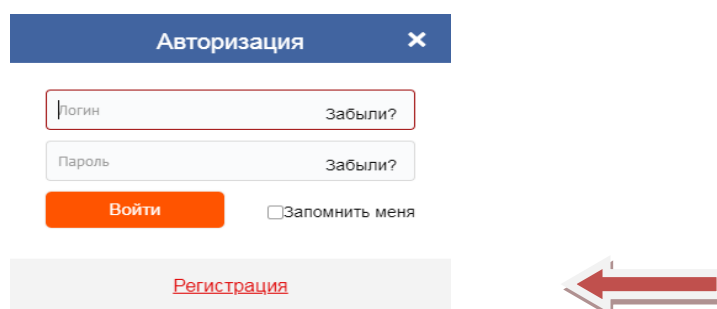 Авторизация ×
Логин Забыли?
Пароль Забыли?
Войти Запомнить меня
Регистрация